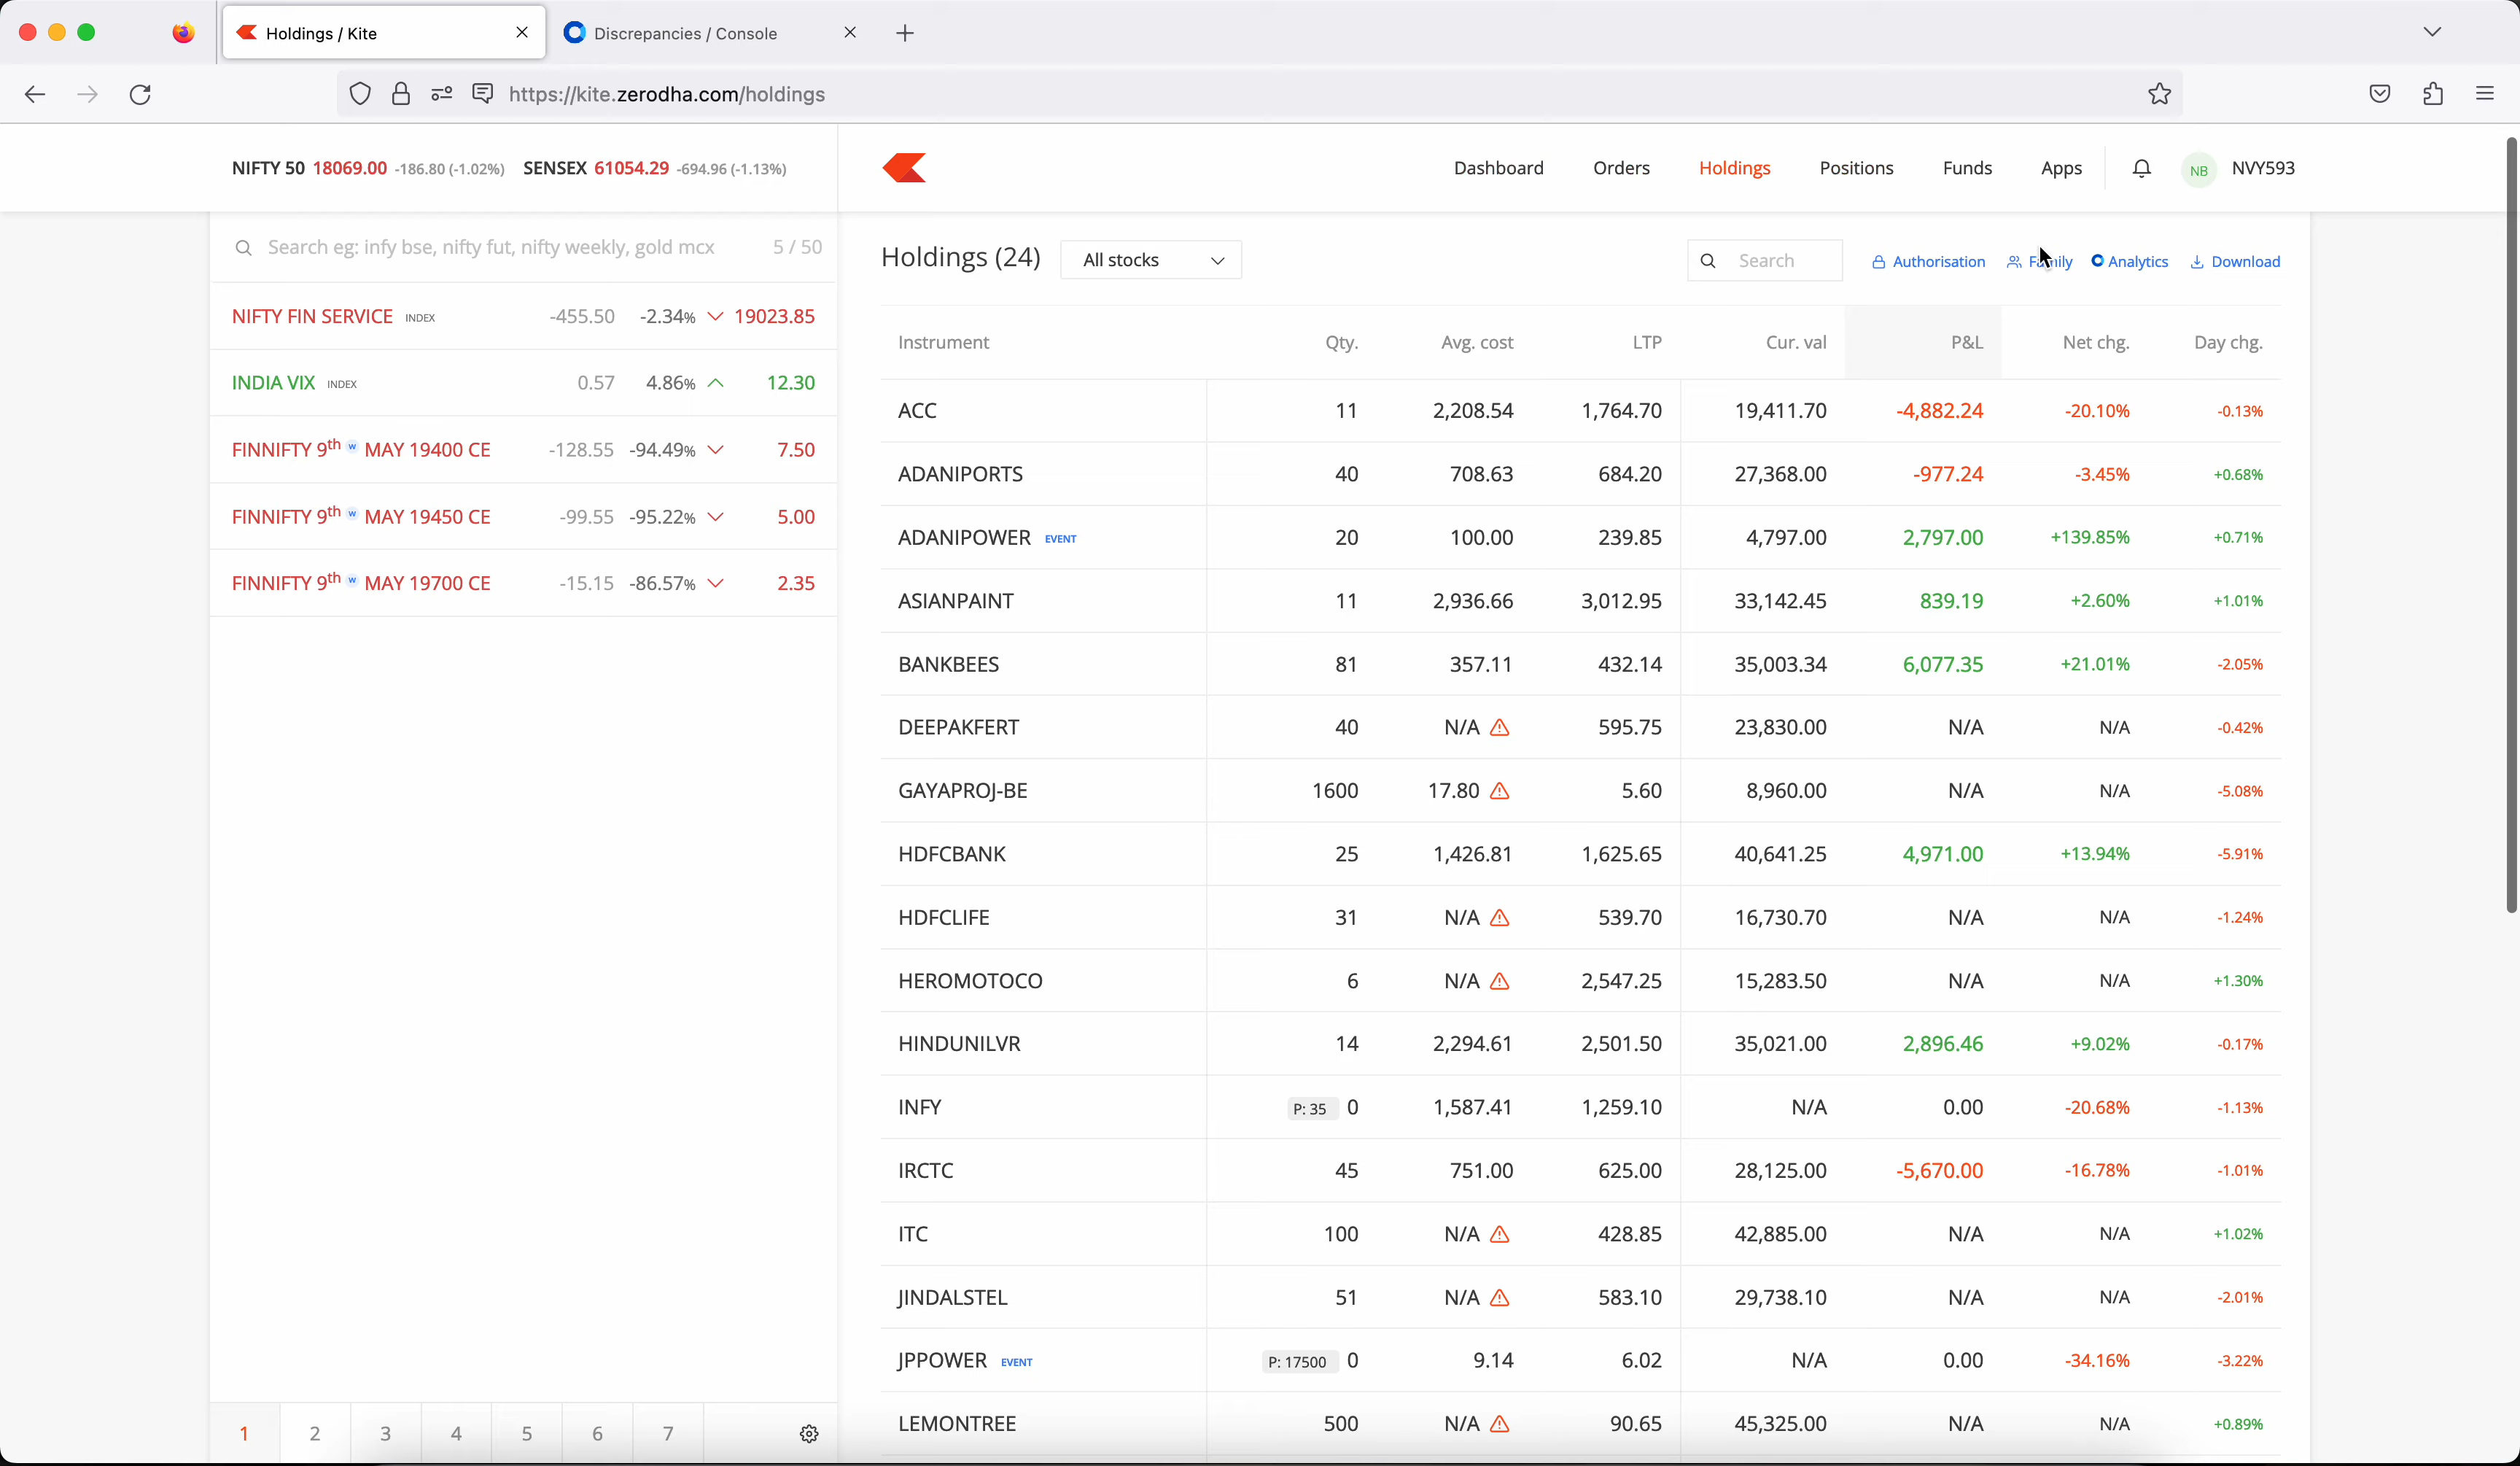 Holdings / Kite
Discrepancies / Console
https://kite.zerodha.com/holdings
NIFTY 50 18069.00 -186.80 (-1.02%) SENSEX 61054.29 -694.96 (-1.13%)
Dashboard Orders Holdings Positions Funds Apps NB NVY593
Search eg: infy bse, nifty fut, nifty weekly, gold mcx 5 / 50
NIFTY FIN SERVICE INDEX -455.50 -2.34% 19023.85
INDIA VIX INDEX 0.57 4.86% 12.30
FINNIFTY 9th w MAY 19400 CE -128.55 -94.49% 7.50
FINNIFTY 9th w MAY 19450 CE -99.55 -95.22% 5.00
FINNIFTY 9th w MAY 19700 CE -15.15 -86.57% 2.35
1 2 3 4 5 6 7
Holdings (24) All stocks Search Authorisation Family Analytics Download
Instrument Qty. Avg. cost LTP Cur. val P&L Net chg. Day chg.
ACC 11 2,208.54 1,764.70 19,411.70 -4,882.24 -20.10% -0.13%
ADANIPORTS 40 708.63 684.20 27,368.00 -977.24 -3.45% +0.68%
ADANIPOWER EVENT 20 100.00 239.85 4,797.00 2,797.00 +139.85% +0.71%
ASIANPAINT 11 2,936.66 3,012.95 33,142.45 839.19 +2.60% +1.01%
BANKBEES 81 357.11 432.14 35,003.34 6,077.35 +21.01% -2.05%
DEEPAKFERT 40 N/A 595.75 23,830.00 N/A N/A -0.42%
GAYAPROJ-BE 1600 17.80 5.60 8,960.00 N/A N/A -5.08%
HDFCBANK 25 1,426.81 1,625.65 40,641.25 4,971.00 +13.94% -5.91%
HDFCLIFE 31 N/A 539.70 16,730.70 N/A N/A -1.24%
HEROMOTOCO 6 N/A 2,547.25 15,283.50 N/A N/A +1.30%
HINDUNILVR 14 2,294.61 2,501.50 35,021.00 2,896.46 +9.02% -0.17%
INFY P: 35 0 1,587.41 1,259.10 N/A 0.00 -20.68% -1.13%
IRCTC 45 751.00 625.00 28,125.00 -5,670.00 -16.78% -1.01%
ITC 100 N/A 428.85 42,885.00 N/A N/A +1.02%
JINDALSTEL 51 N/A 583.10 29,738.10 N/A N/A -2.01%
JPPOWER EVENT P: 17500 0 9.14 6.02 N/A 0.00 -34.16% -3.22%
LEMONTREE 500 N/A 90.65 45,325.00 N/A N/A +0.89%